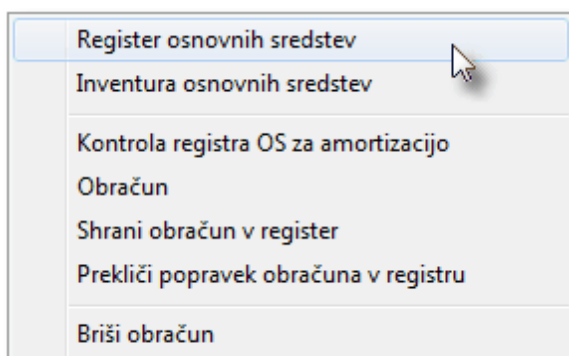 Register osnovnih sredstev
Inventura osnovnih sredstev
Kontrola registra OS za amortizacijo
Obračun
Shrani obračun v register
Prekliči popravek obračuna v registru
Briši obračun